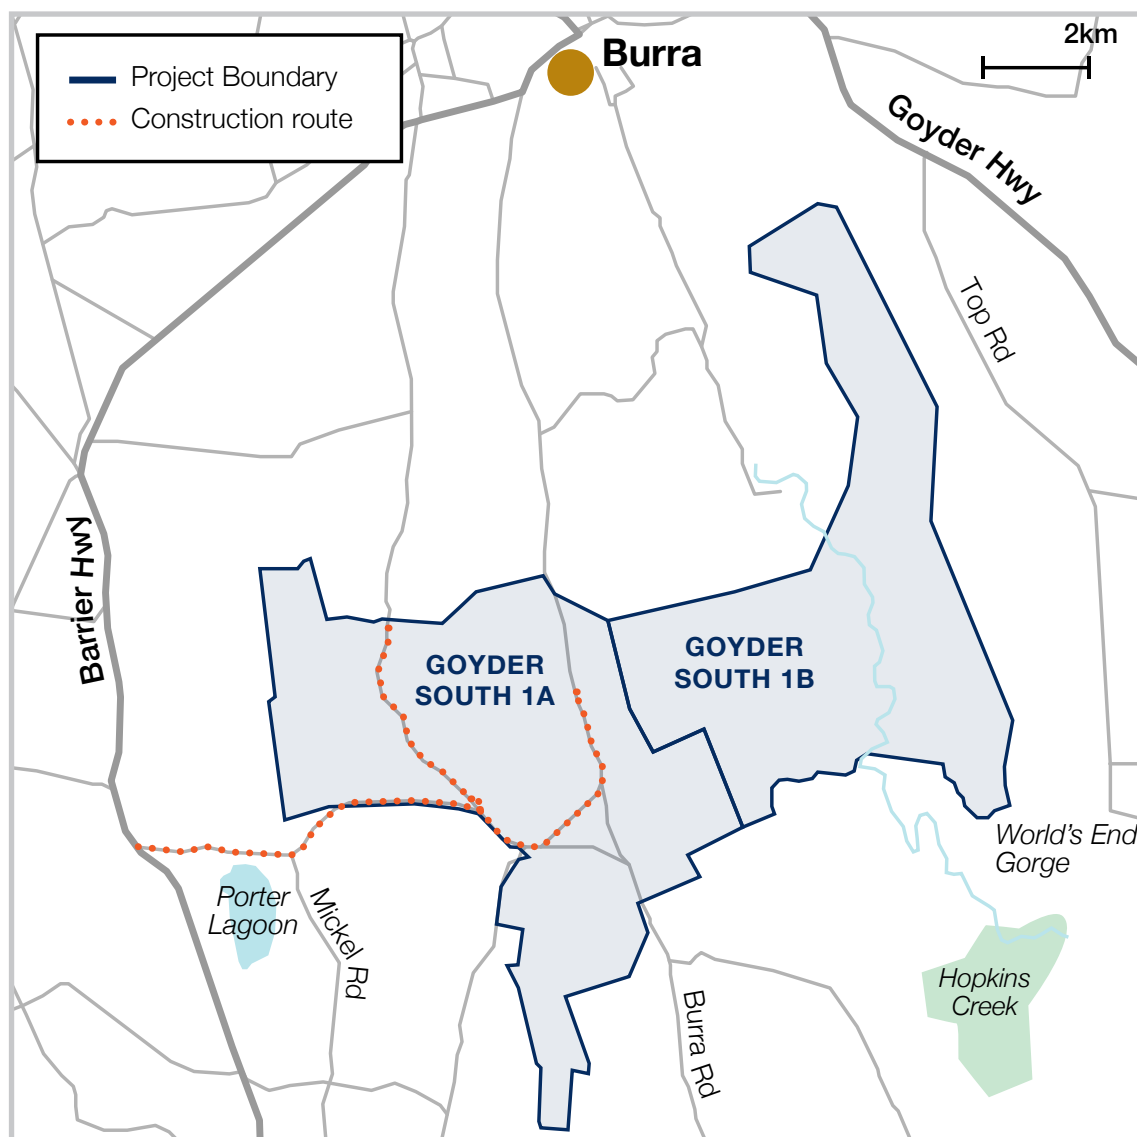 2km
Burra
Project Boundary
Construction route
Goyder Hwy
Top Rd
Barrier Hwy
GOYDER
SOUTH 1A
GOYDER
SOUTH 1B
World's End
Gorge
Porter
Lagoon
Mickel Rd
Hopkins
Creek
Burra Rd